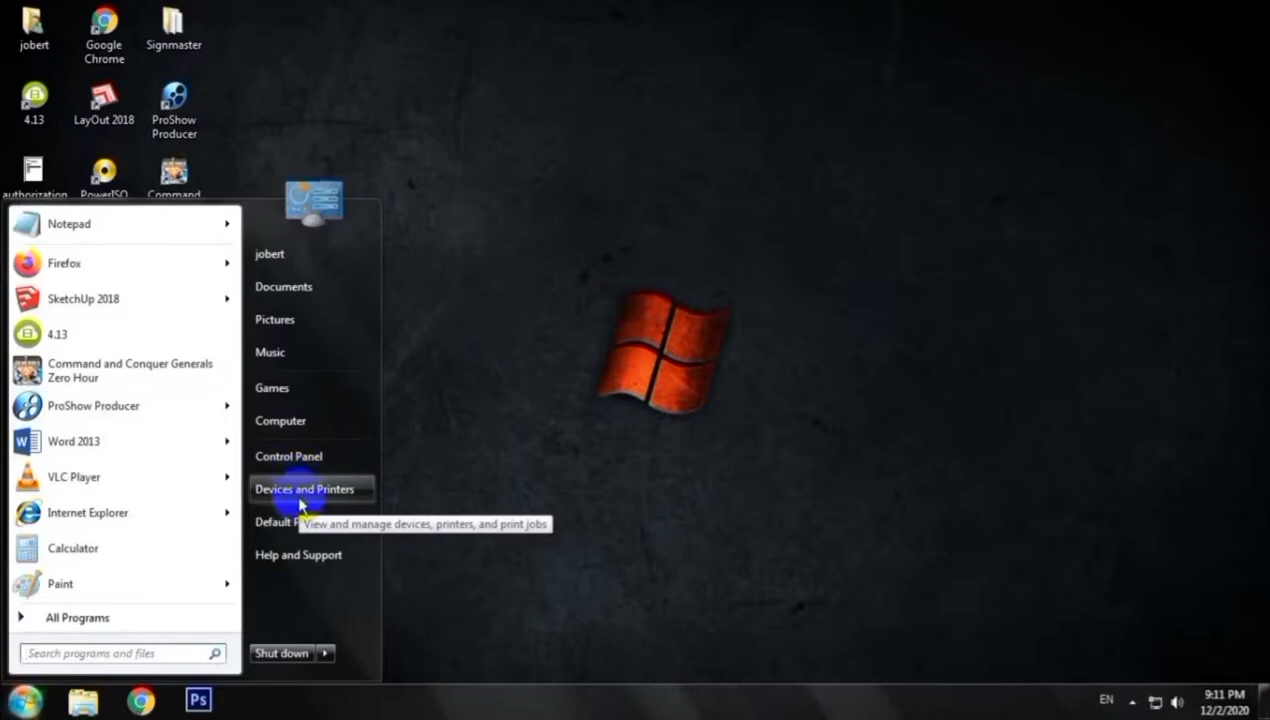 jobert
Google
Chrome
Signmaster
4.13
LayOut 2018
ProShow
Producer
authorization
PowerISO
Command
Notepad
Firefox
SketchUp 2018
4.13
Command and Conquer Generals
Zero Hour
ProShow Producer
Word 2013
VLC Player
Internet Explorer
Calculator
Paint
All Programs
Search programs and files
jobert
Documents
Pictures
Music
Games
Computer
Control Panel
Devices and Printers
Default P
View and manage devices, printers, and print jobs
Help and Support
Shut down
Ps
EN
9:11 PM
12/2/2020